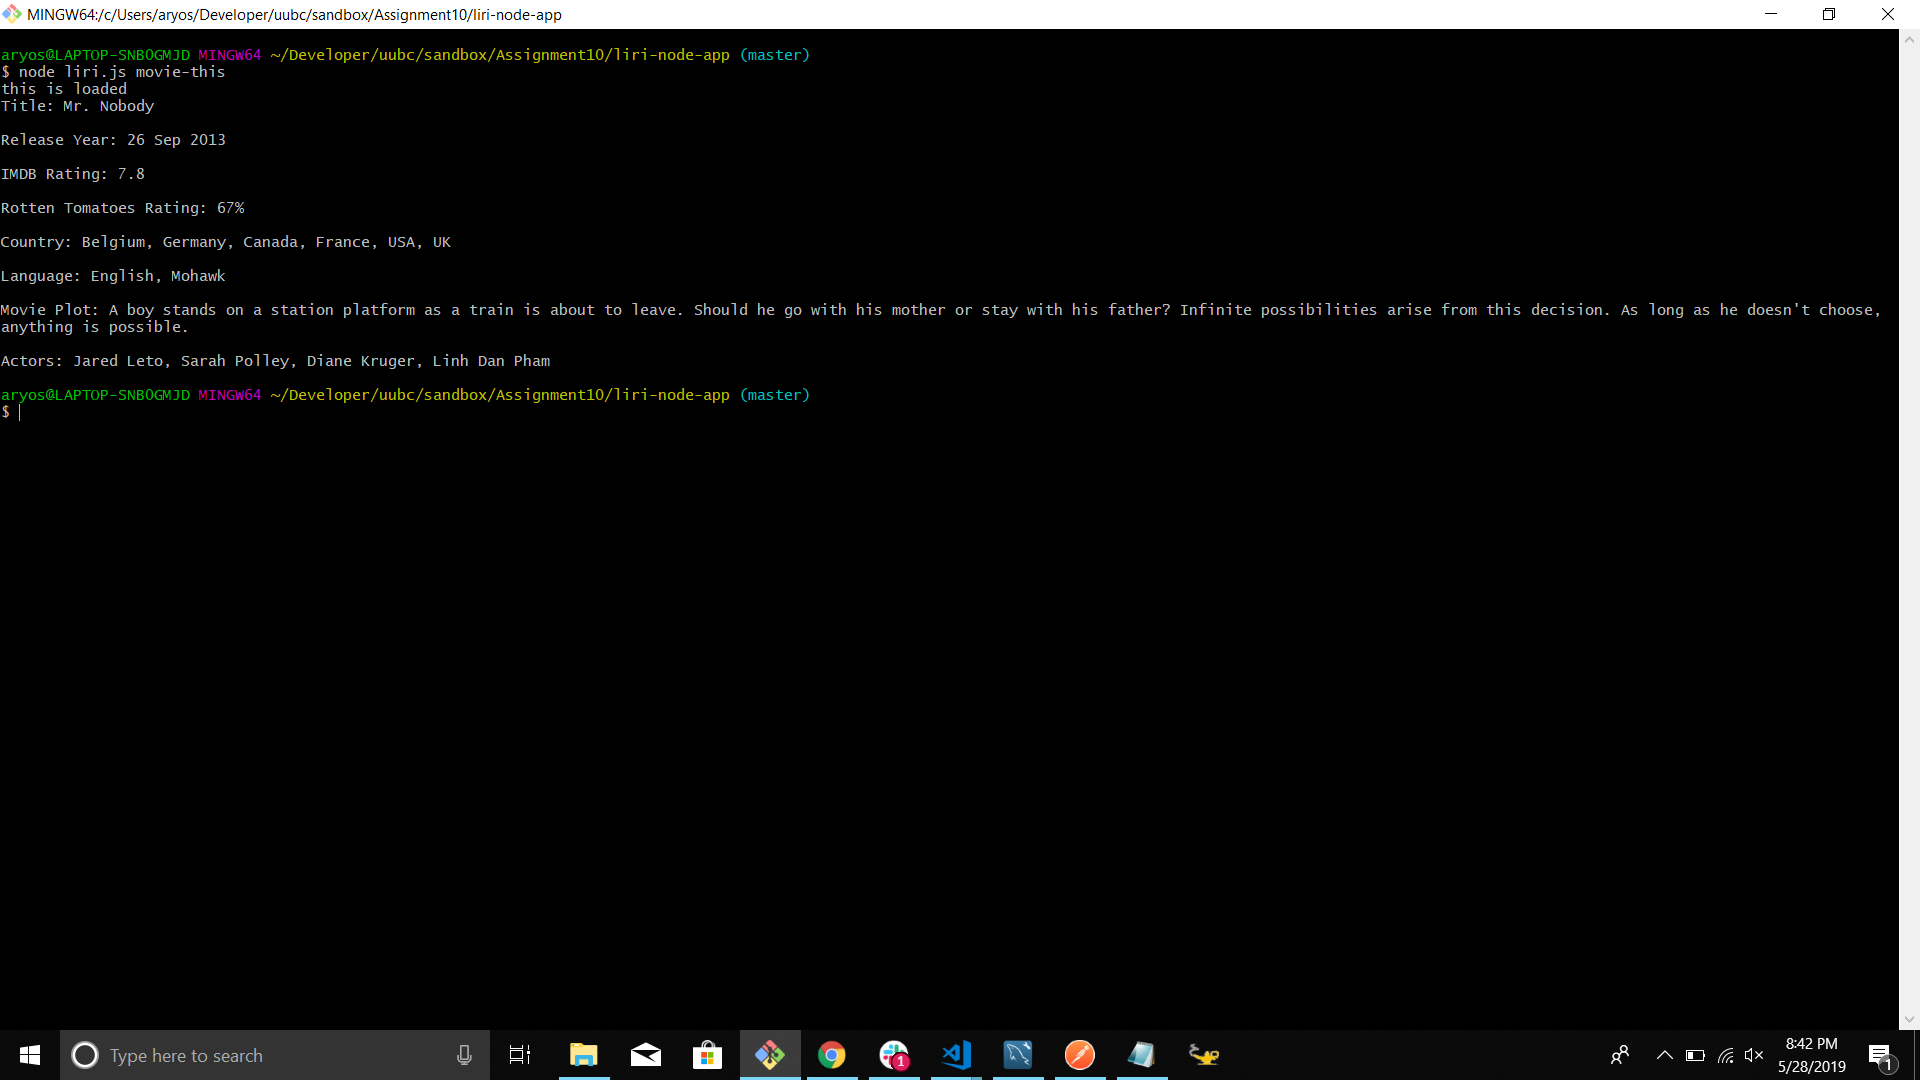 MINGW64:/c/Users/aryos/Developer/uubc/sandbox/Assignment10/liri-node-app
aryos@LAPTOP-SNB0GMJD MINGW64 ~/Developer/uubc/sandbox/Assignment10/liri-node-app (master)
$ node liri.js movie-this
this is loaded
Title: Mr. Nobody
Release Year: 26 Sep 2013
IMDB Rating: 7.8
Rotten Tomatoes Rating: 67%
Country: Belgium, Germany, Canada, France, USA, UK
Language: English, Mohawk
Movie Plot: A boy stands on a station platform as a train is about to leave. Should he go with his mother or stay with his father? Infinite possibilities arise from this decision. As long as he doesn't choose,
anything is possible.
Actors: Jared Leto, Sarah Polley, Diane Kruger, Linh Dan Pham
aryos@LAPTOP-SNB0GMJD MINGW64 ~/Developer/uubc/sandbox/Assignment10/liri-node-app (master)
$
Type here to search
1
8:42 PM
5/28/2019
1